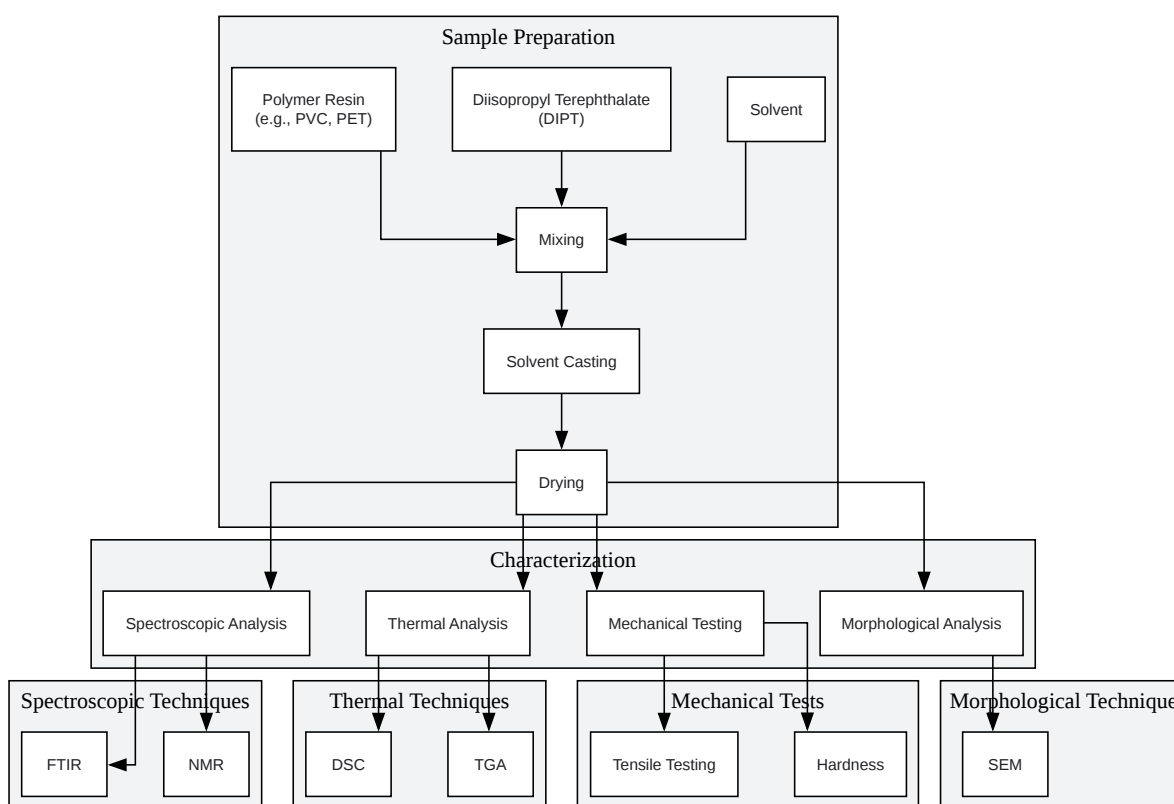 Sample Preparation
Polymer Resin
(e.g., PVC, PET)
Diisopropyl Terephthalate
(DIPT)
Solvent
Mixing
Solvent Casting
Drying
Characterization
Spectroscopic Analysis
Thermal Analysis
Mechanical Testing
Morphological Analysis
Spectroscopic Techniques
Thermal Techniques
Mechanical Tests
Morphological Technique
FTIR
NMR
DSC
TGA
Tensile Testing
Hardness
SEM